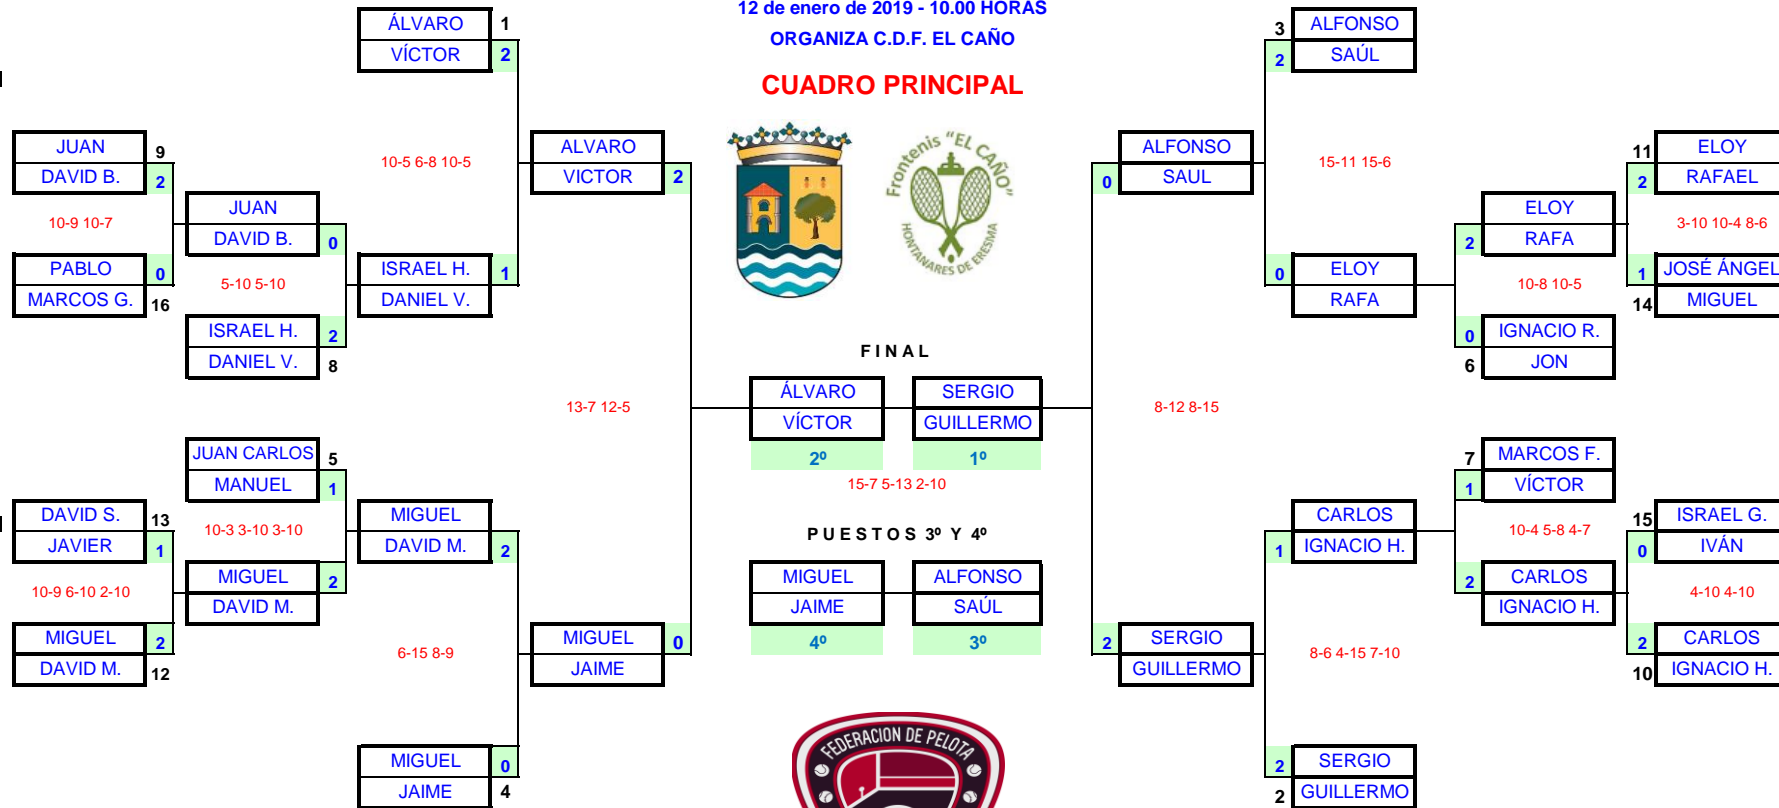 12 de enero de 2019 - 10.00 HORAS
ORGANIZA C.D.F. EL CAÑO
CUADRO PRINCIPAL
ÁLVARO 1
VÍCTOR 2
10-5 6-8 10-5
JUAN 9
DAVID B. 2
10-9 10-7
PABLO 0
MARCOS G. 16
JUAN
DAVID B. 0
5-10 5-10
ISRAEL H. 2
DANIEL V. 8
ISRAEL H. 1
DANIEL V.
ALVARO
VICTOR 2
13-7 12-5
JUAN CARLOS 5
MANUEL 1
10-3 3-10 3-10
DAVID S. 13
JAVIER 1
10-9 6-10 2-10
MIGUEL 2
DAVID M. 12
MIGUEL 2
DAVID M.
MIGUEL
DAVID M. 2
6-15 8-9
MIGUEL 0
JAIME 4
MIGUEL 0
JAIME
Frontenis "EL CAÑO"
HONTANARES DE ERESMA
FINAL
ÁLVARO SERGIO
VÍCTOR GUILLERMO
2º 1º
15-7 5-13 2-10
PUESTOS 3º Y 4º
MIGUEL ALFONSO
JAIME SAÚL
4º 3º
FEDERACION DE PELOTA
3 ALFONSO
2 SAÚL
15-11 15-6
ALFONSO
0 SAUL
8-12 8-15
0 ELOY
RAFA
ELOY
2 RAFA
10-8 10-5
0 IGNACIO R.
6 JON
11 ELOY
2 RAFAEL
3-10 10-4 8-6
1 JOSÉ ÁNGEL
14 MIGUEL
7 MARCOS F.
1 VÍCTOR
10-4 5-8 4-7
2 CARLOS
IGNACIO H.
15 ISRAEL G.
0 IVÁN
4-10 4-10
2 CARLOS
10 IGNACIO H.
CARLOS
1 IGNACIO H.
8-6 4-15 7-10
2 SERGIO
GUILLERMO
2 SERGIO
2 GUILLERMO